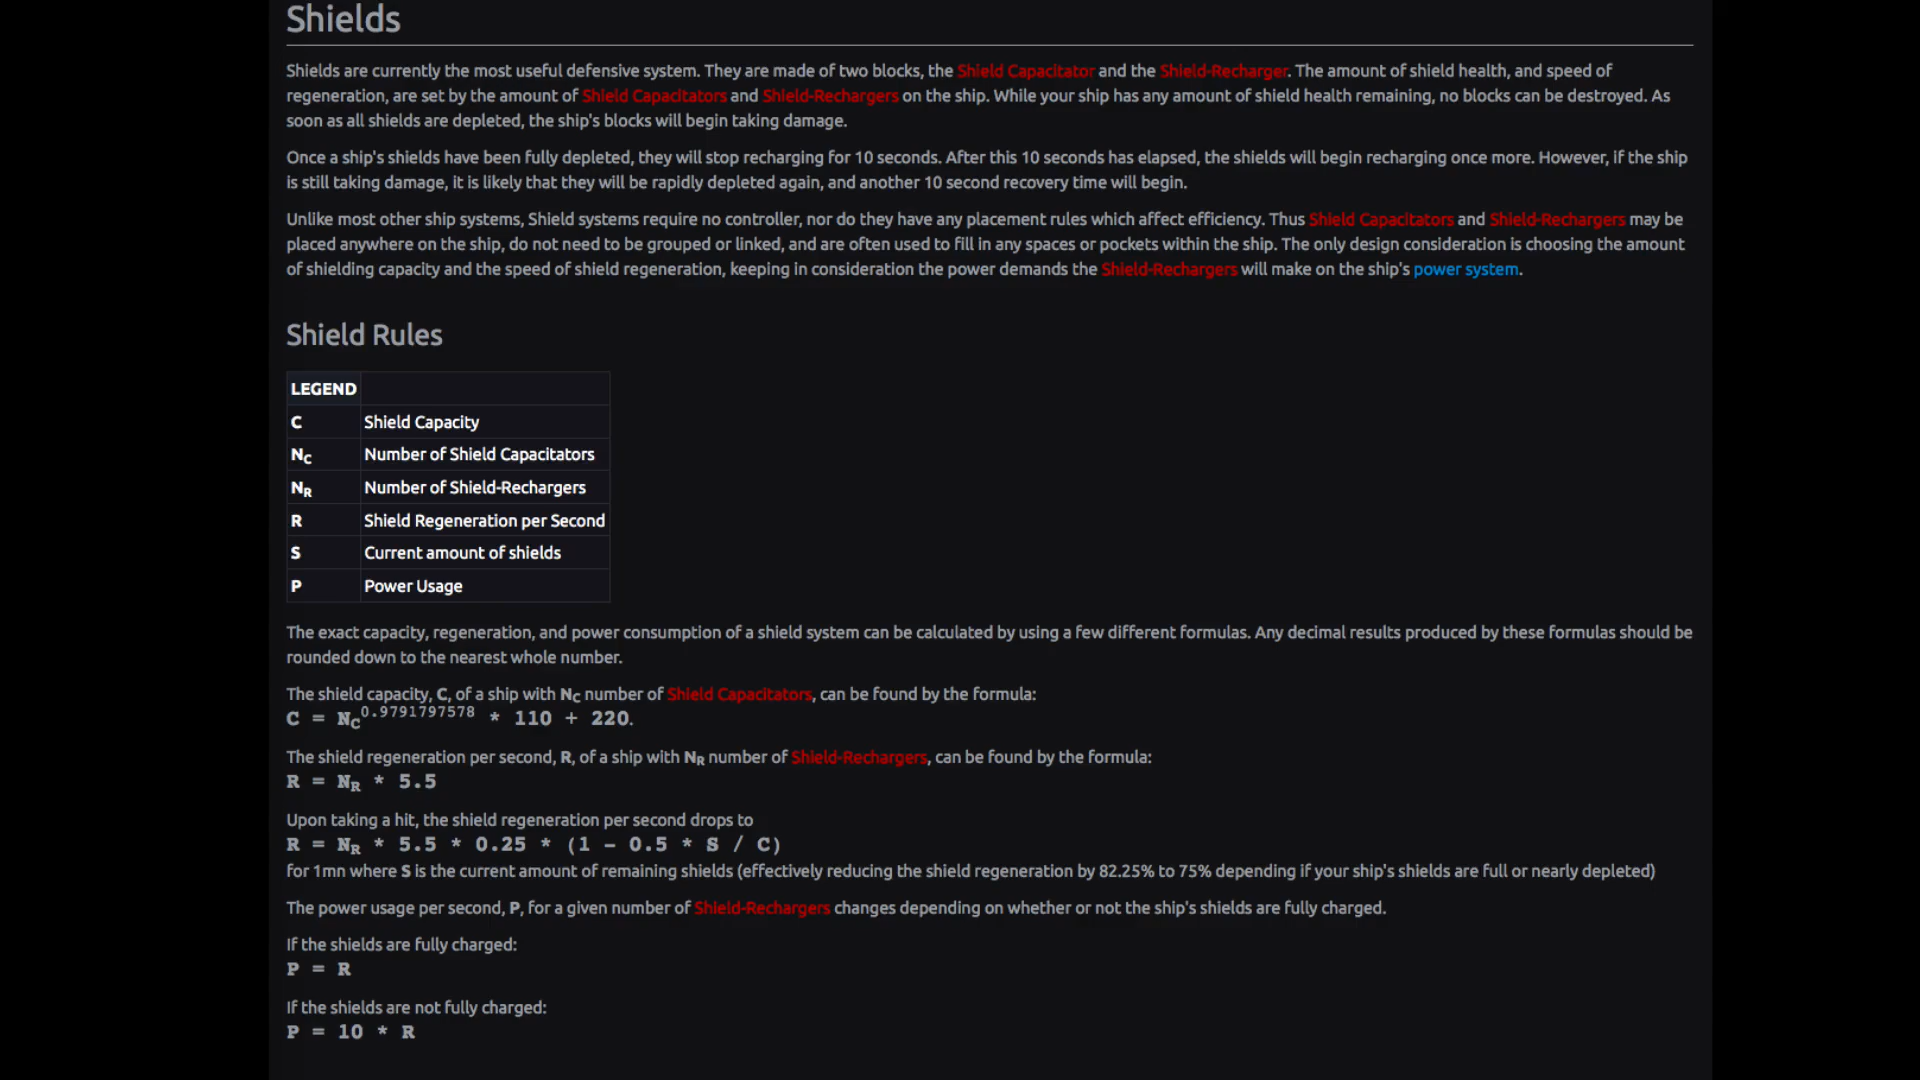 Shields
Shields are currently the most useful defensive system. They are made of two blocks, the Shield Capacitator and the Shield-Recharger. The amount of shield health, and speed of
regeneration, are set by the amount of Shield Capacitators and Shield-Rechargers on the ship. While your ship has any amount of shield health remaining, no blocks can be destroyed. As
soon as all shields are depleted, the ship's blocks will begin taking damage.
Once a ship's shields have been fully depleted, they will stop recharging for 10 seconds. After this 10 seconds has elapsed, the shields will begin recharging once more. However, if the ship
is still taking damage, it is likely that they will be rapidly depleted again, and another 10 second recovery time will begin.
Unlike most other ship systems, Shield systems require no controller, nor do they have any placement rules which affect efficiency. Thus Shield Capacitators and Shield-Rechargers may be
placed anywhere on the ship, do not need to be grouped or linked, and are often used to fill in any spaces or pockets within the ship. The only design consideration is choosing the amount
of shielding capacity and the speed of shield regeneration, keeping in consideration the power demands the Shield-Rechargers will make on the ship's power system.
Shield Rules
LEGEND
C Shield Capacity
NC Number of Shield Capacitators
NR Number of Shield-Rechargers
R Shield Regeneration per Second
S Current amount of shields
P Power Usage
The exact capacity, regeneration, and power consumption of a shield system can be calculated by using a few different formulas. Any decimal results produced by these formulas should be
rounded down to the nearest whole number.
The shield capacity, C, of a ship with NC number of Shield Capacitators, can be found by the formula:
C = NC^0.9791797578 * 110 + 220.
The shield regeneration per second, R, of a ship with NR number of Shield-Rechargers, can be found by the formula:
R = NR * 5.5
Upon taking a hit, the shield regeneration per second drops to
R = NR * 5.5 * 0.25 * (1 - 0.5 * S / C)
for 1mn where S is the current amount of remaining shields (effectively reducing the shield regeneration by 82.25% to 75% depending if your ship's shields are full or nearly depleted)
The power usage per second, P, for a given number of Shield-Rechargers changes depending on whether or not the ship's shields are fully charged.
If the shields are fully charged:
P = R
If the shields are not fully charged:
P = 10 * R